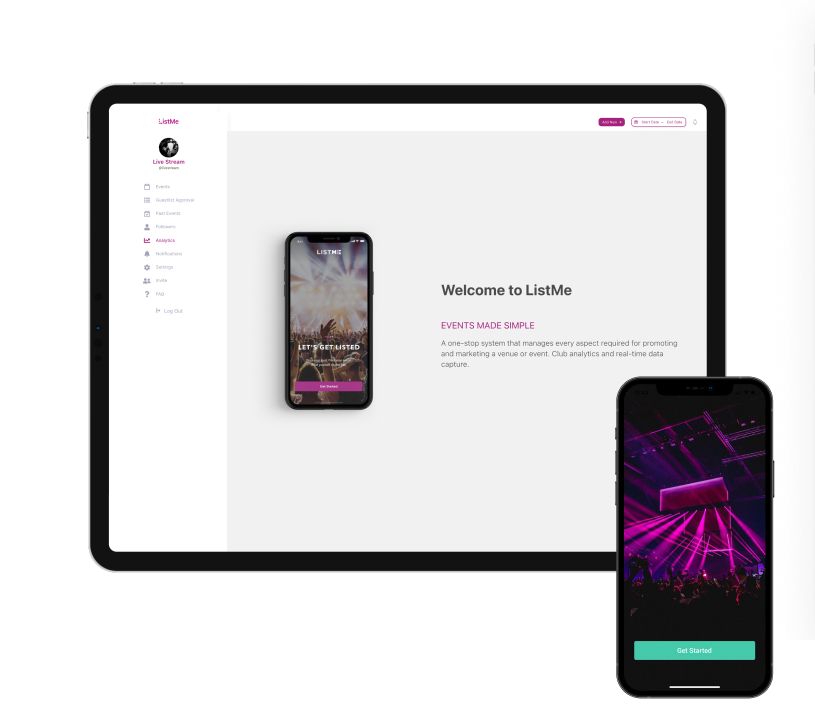 ListMe
Add New +
Start Date → End Date
Live Stream
@livestream
Events
Guestlist Approval
Past Events
Followers
Analytics
Notifications
Settings
Invite
FAQ
Log Out
LISTME
LET'S GET LISTED
Get Started
Welcome to ListMe
EVENTS MADE SIMPLE
A one-stop system that manages every aspect required for promoting
and marketing a venue or event. Club analytics and real-time data
capture.
Get Started